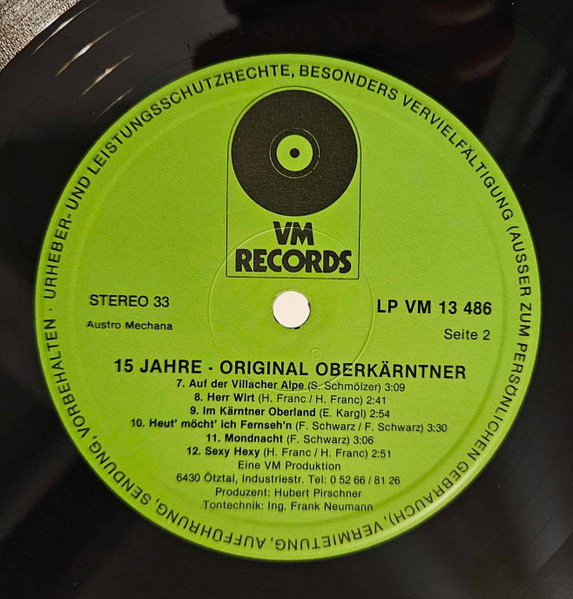 URHEBER- UND LEISTUNGSSCHUTZRECHTE, BESONDERS VERVIELFÄLTIGUNG (AUSSER ZUM PERSÖNLICHEN GEBRAUCH), VERMIETUNG, AUFFÜHRUNG, SENDUNG, VORBEHALTEN ·
VM
RECORDS
STEREO 33
LP VM 13 486
Austro Mechana
Seite 2
15 JAHRE · ORIGINAL OBERKÄRNTNER
7. Auf der Villacher Alpe (S. Schmölzer) 3:09
8. Herr Wirt (H. Franc / H. Franc) 2:41
9. Im Kärntner Oberland (E. Kargl) 2:54
10. Heut' möcht' ich Fernseh'n (F. Schwarz / F. Schwarz) 3:30
11. Mondnacht (F. Schwarz) 3:06
12. Sexy Hexy (H. Franc / H. Franc) 2:51
Eine VM Produktion
6430 Ötztal, Industriestr. Tel: 0 52 66 / 81 26
Produzent: Hubert Pirschner
Tontechnik: Ing. Frank Neumann